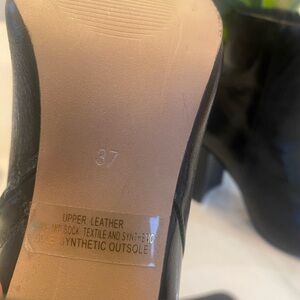 37
UPPER LEATHER
SOCK TEXTILE AND SYNTHETIC
SYNTHETIC OUTSOLE